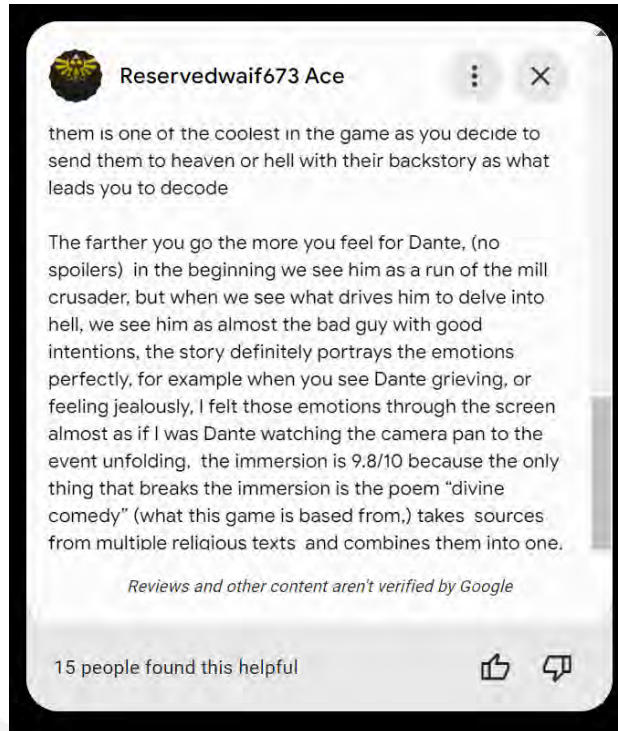 Reservedwaif673 Ace
them is one of the coolest in the game as you decide to
send them to heaven or hell with their backstory as what
leads you to decode
The farther you go the more you feel for Dante, (no
spoilers)  in the beginning we see him as a run of the mill
crusader, but when we see what drives him to delve into
hell, we see him as almost the bad guy with good
intentions, the story definitely portrays the emotions
perfectly, for example when you see Dante grieving, or
feeling jealously, I felt those emotions through the screen
almost as if I was Dante watching the camera pan to the
event unfolding,  the immersion is 9.8/10 because the only
thing that breaks the immersion is the poem “divine
comedy” (what this game is based from,) takes  sources
from multiple religious texts  and combines them into one,
Reviews and other content aren't verified by Google
15 people found this helpful